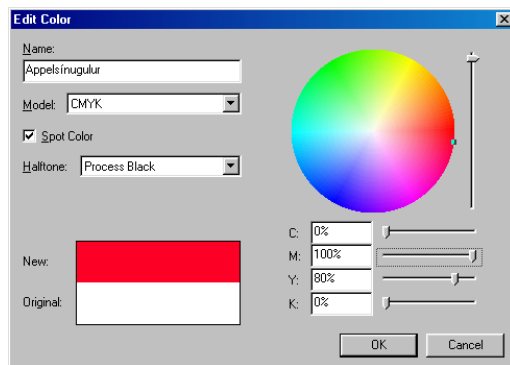 Edit Color
Name:
Appelsínugulur
Model: CMYK
Spot Color
Halftone: Process Black
New:
Original:
C: 0%
M: 100%
Y: 80%
K: 0%
OK Cancel